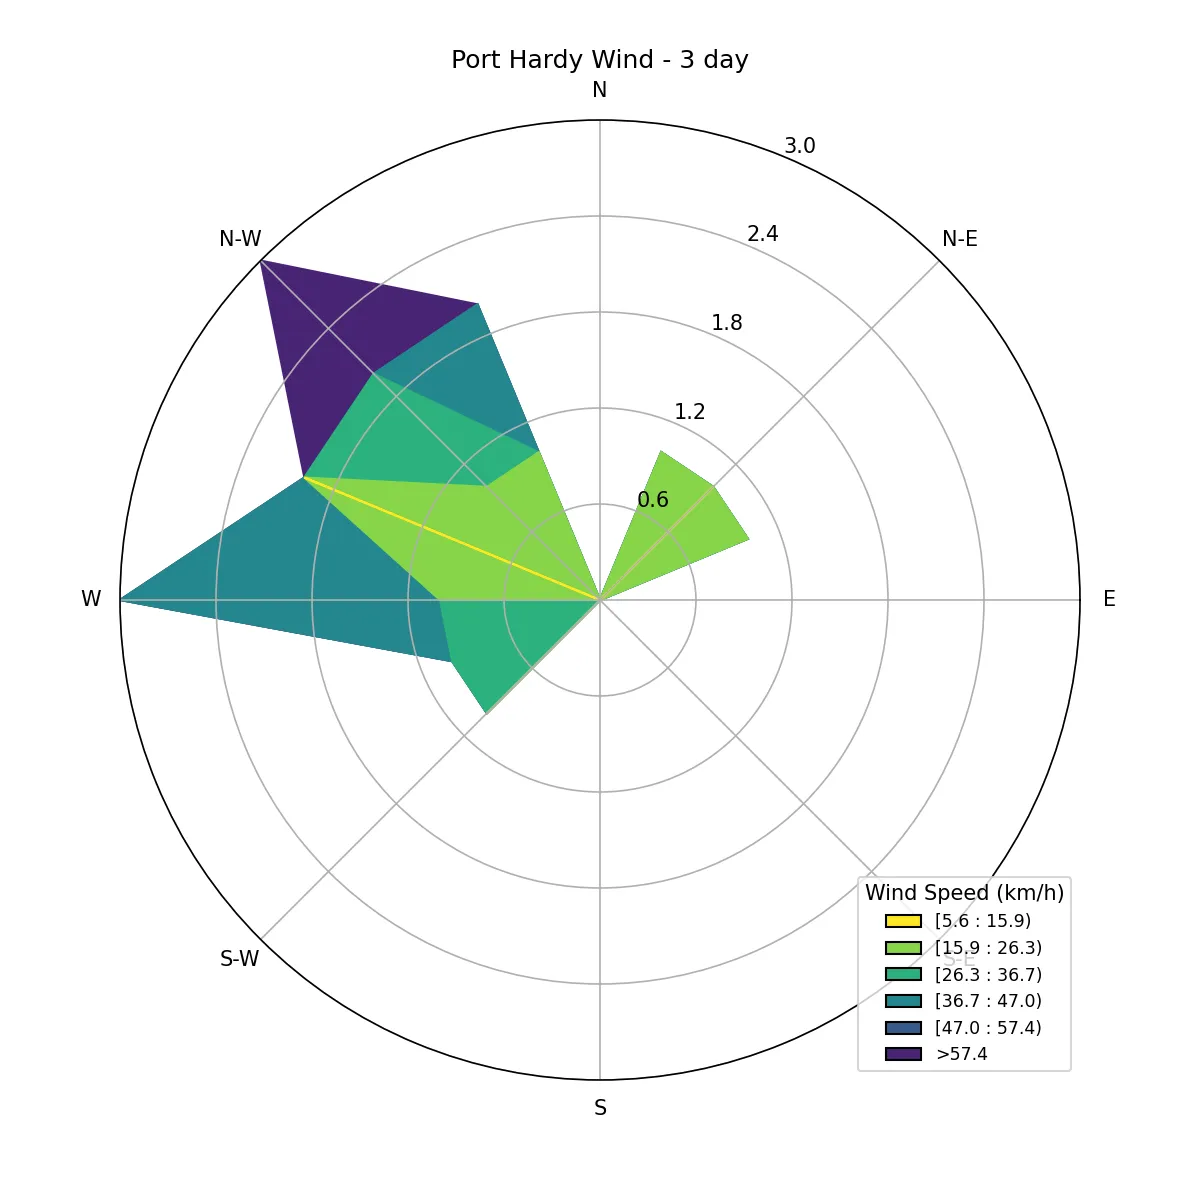 Port Hardy Wind - 3 day
N
3.0
N-W
N-E
2.4
1.8
1.2
0.6
W
E
S-W
S-E
S
Wind Speed (km/h)
[5.6 : 15.9)
[15.9 : 26.3)
[26.3 : 36.7)
[36.7 : 47.0)
[47.0 : 57.4)
>57.4